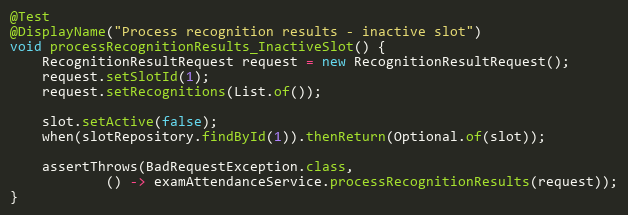 @Test
@DisplayName("Process recognition results - inactive slot")
void processRecognitionResults_InactiveSlot() {
    RecognitionResultRequest request = new RecognitionResultRequest();
    request.setSlotId(1);
    request.setRecognitions(List.of());

    slot.setActive(false);
    when(slotRepository.findById(1)).thenReturn(Optional.of(slot));

    assertThrows(BadRequestException.class,
            () -> examAttendanceService.processRecognitionResults(request));
}